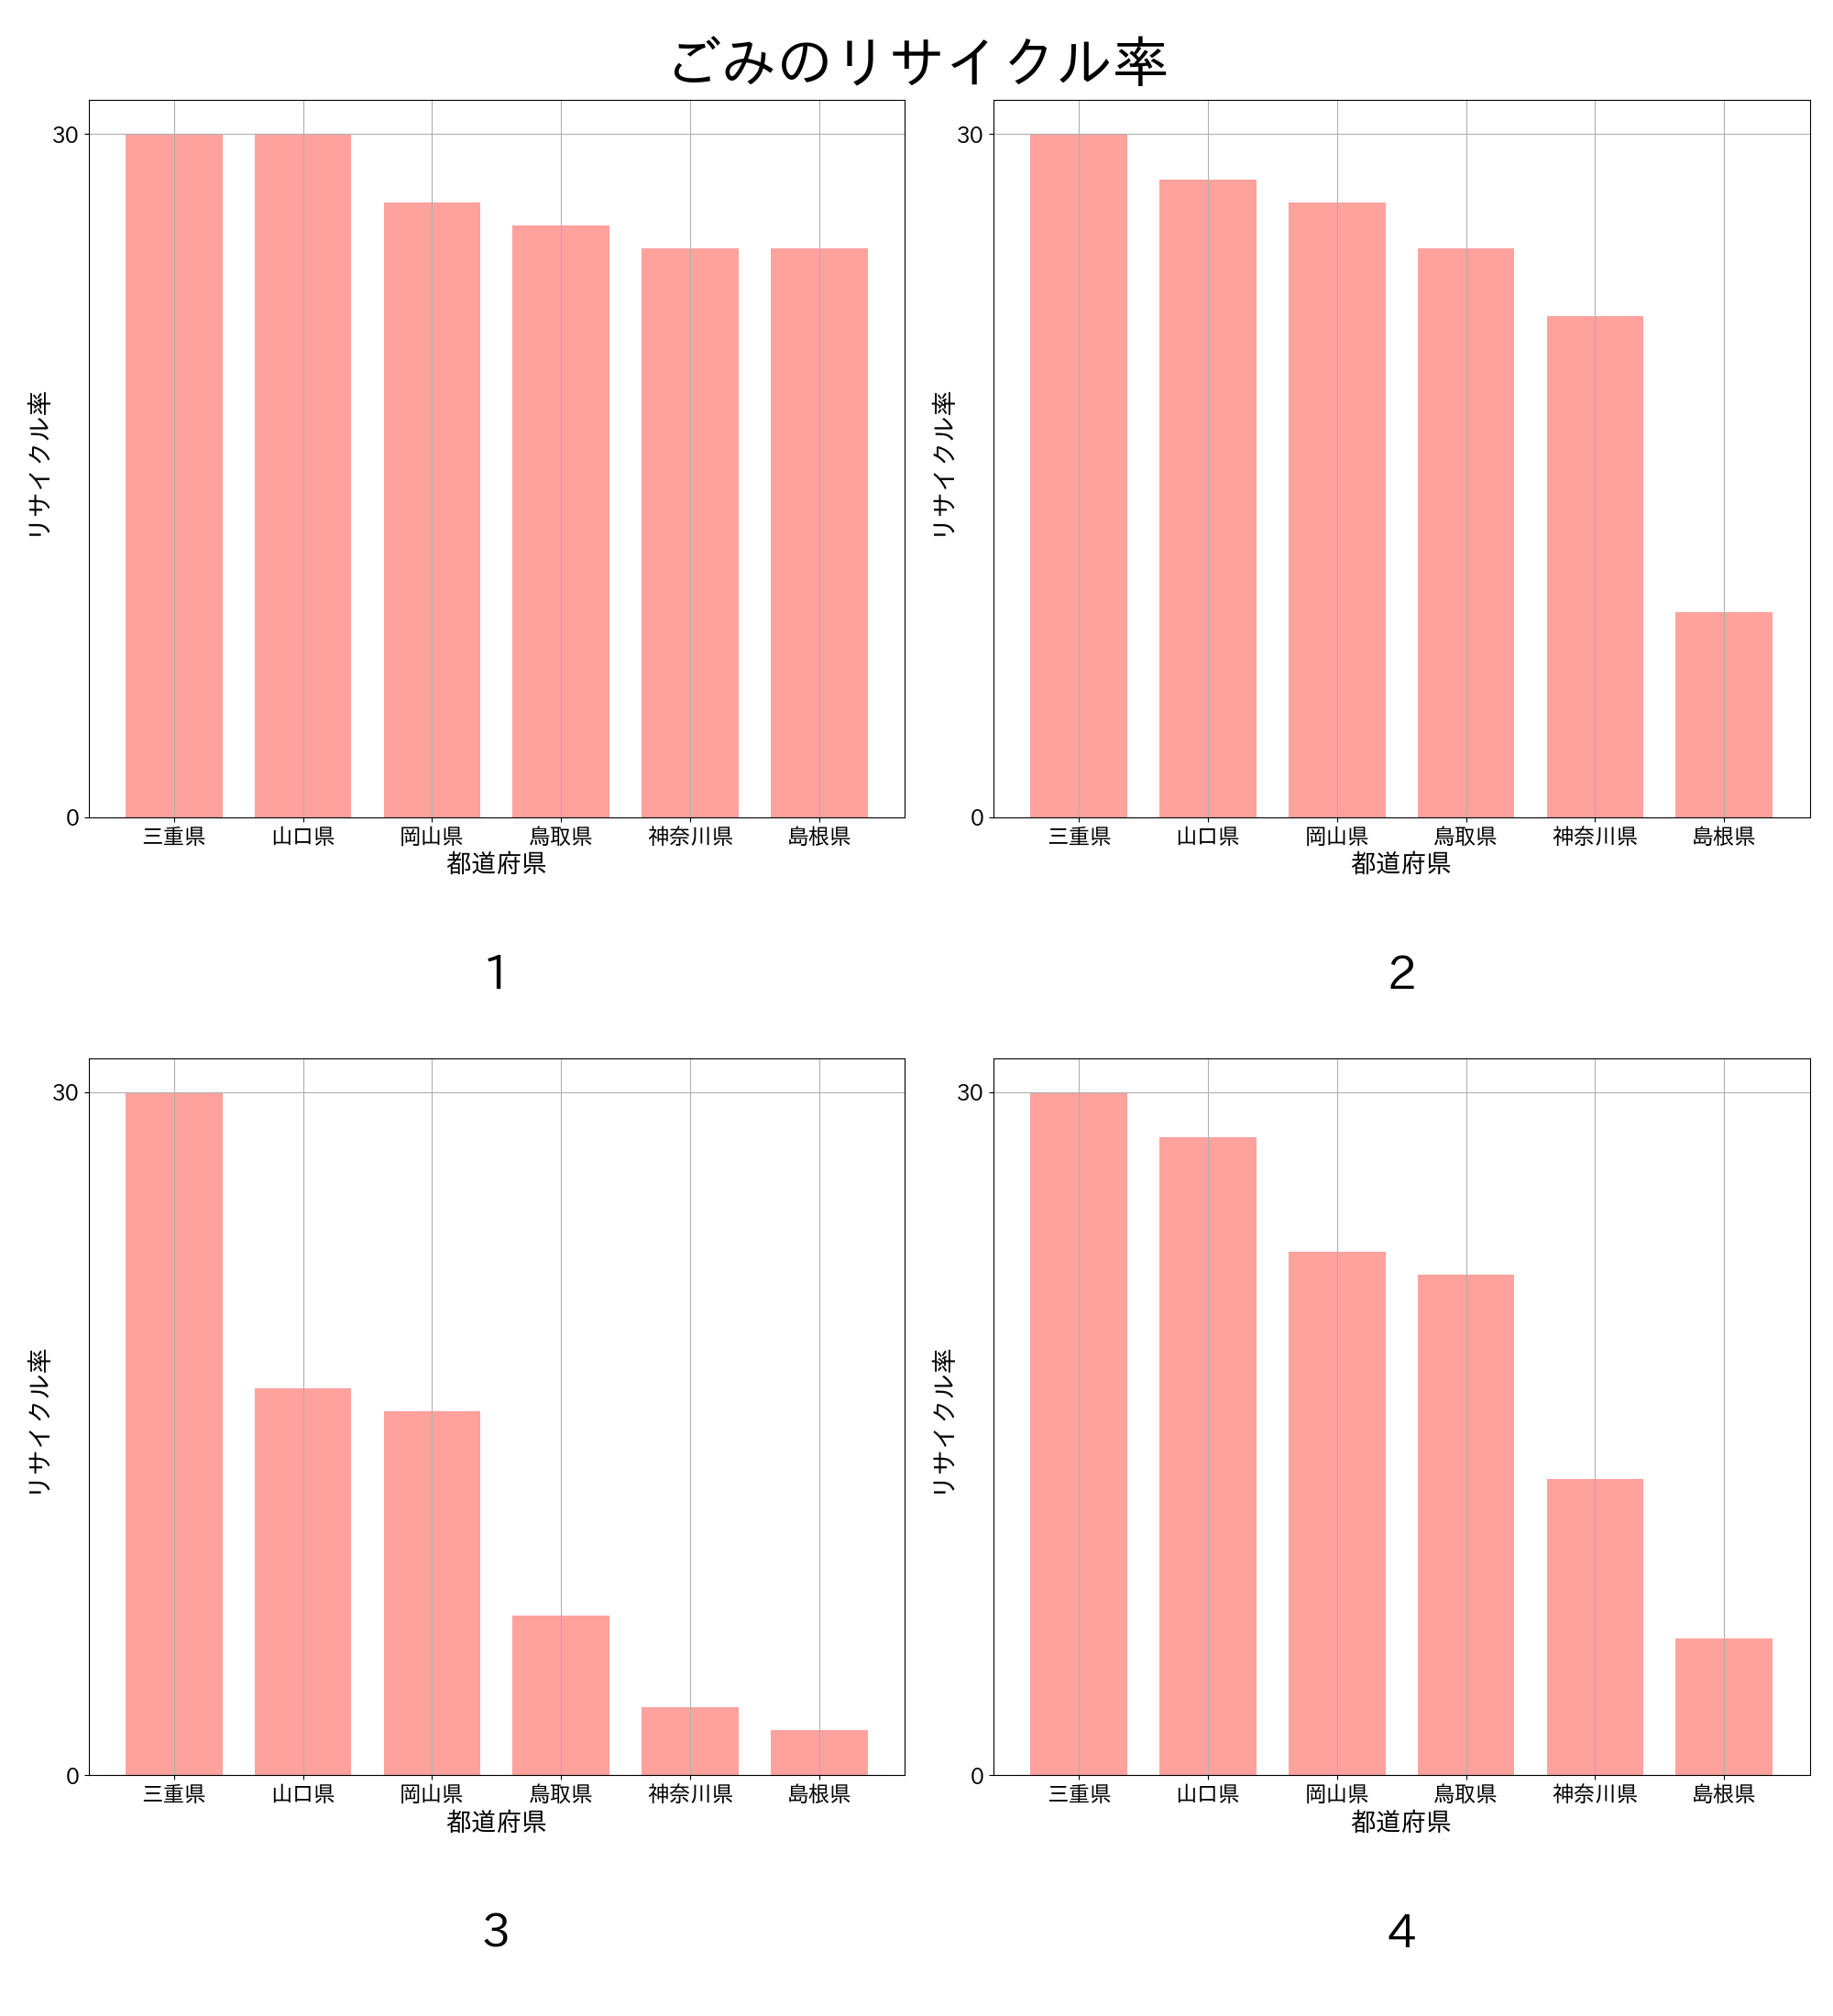 ごみのリサイクル率
30
0
リサイクル率
三重県 山口県 岡山県 鳥取県 神奈川県 島根県
都道府県
1
30
0
リサイクル率
三重県 山口県 岡山県 鳥取県 神奈川県 島根県
都道府県
2
30
0
リサイクル率
三重県 山口県 岡山県 鳥取県 神奈川県 島根県
都道府県
3
30
0
リサイクル率
三重県 山口県 岡山県 鳥取県 神奈川県 島根県
都道府県
4